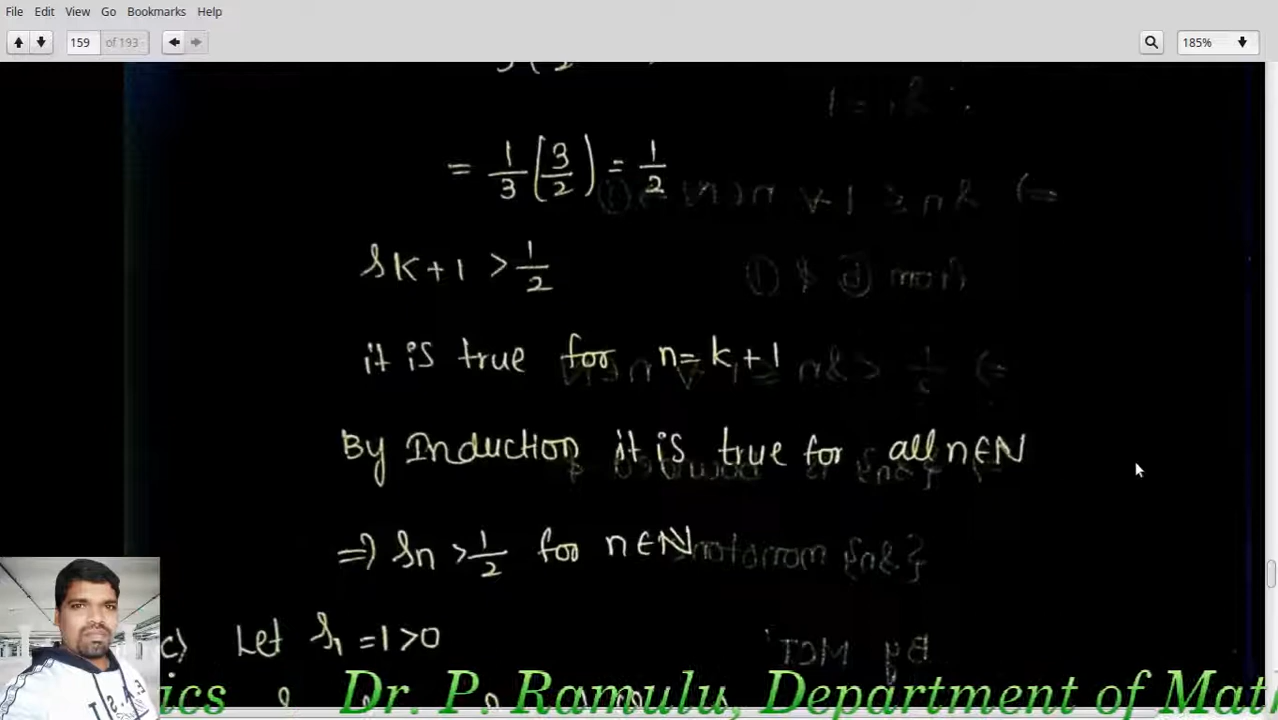 File Edit View Go Bookmarks Help
159 of 193 185%
= 1/3 (3/2) = 1/2
Sk+1 > 1/2
it is true for n=k+1
By Induction it is true for all n∈N
=> Sn > 1/2 for n∈N
c) Let S1 = 1>0
ics Dr. P. Ramulu, Department of Math